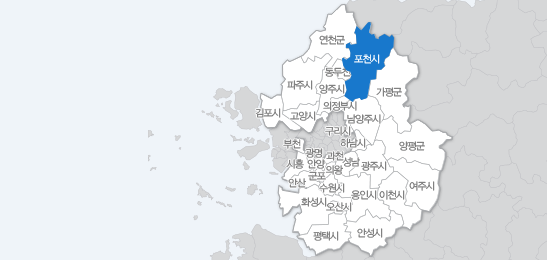 연천군
포천시
동두천
파주시
양주시
가평군
의정부시
김포시
고양시
남양주시
구리시
부천
하남시
양평군
광명
과천
시흥
안양
성남
광주시
의왕
군포
안산
수원시
여주시
용인시
이천시
화성시
오산시
평택시
안성시